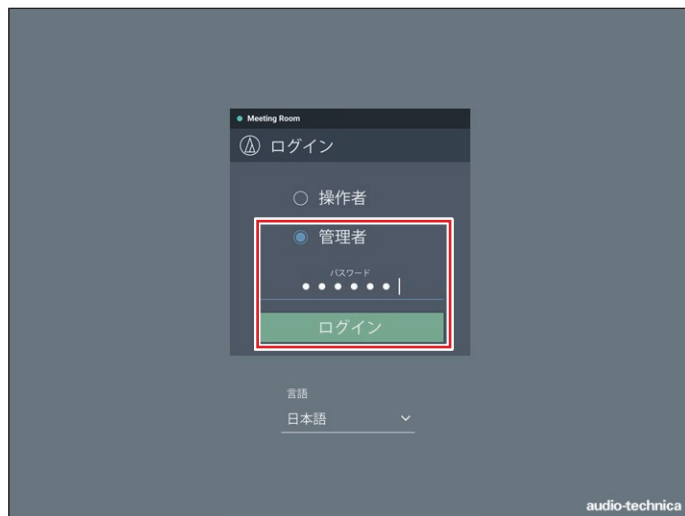 Meeting Room
ログイン
操作者
管理者
パスワード
ログイン
言語
日本語
audio-technica